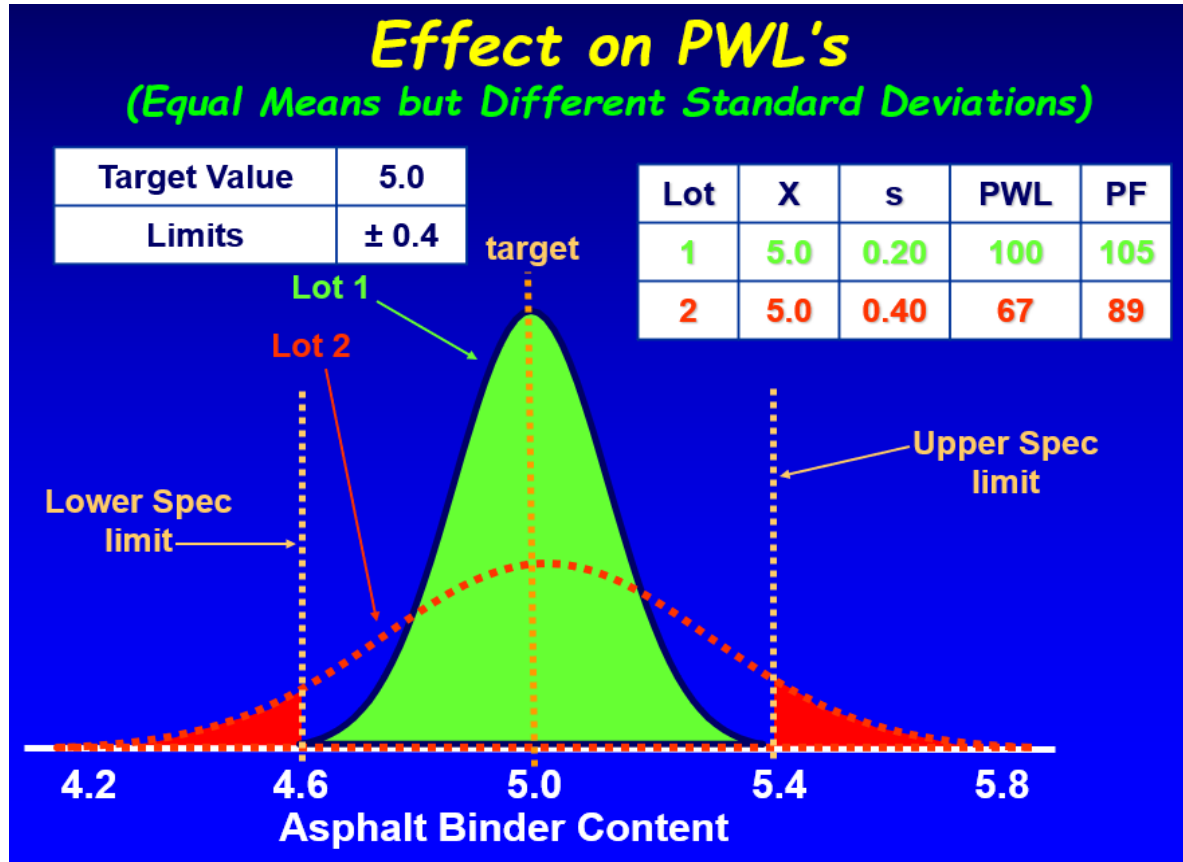 Effect on PWL's
(Equal Means but Different Standard Deviations)
Target Value 5.0
Limits ± 0.4
Lot X s PWL PF
1 5.0 0.20 100 105
2 5.0 0.40 67 89
target
Lot 1
Lot 2
Upper Spec
limit
Lower Spec
limit
4.2 4.6 5.0 5.4 5.8
Asphalt Binder Content